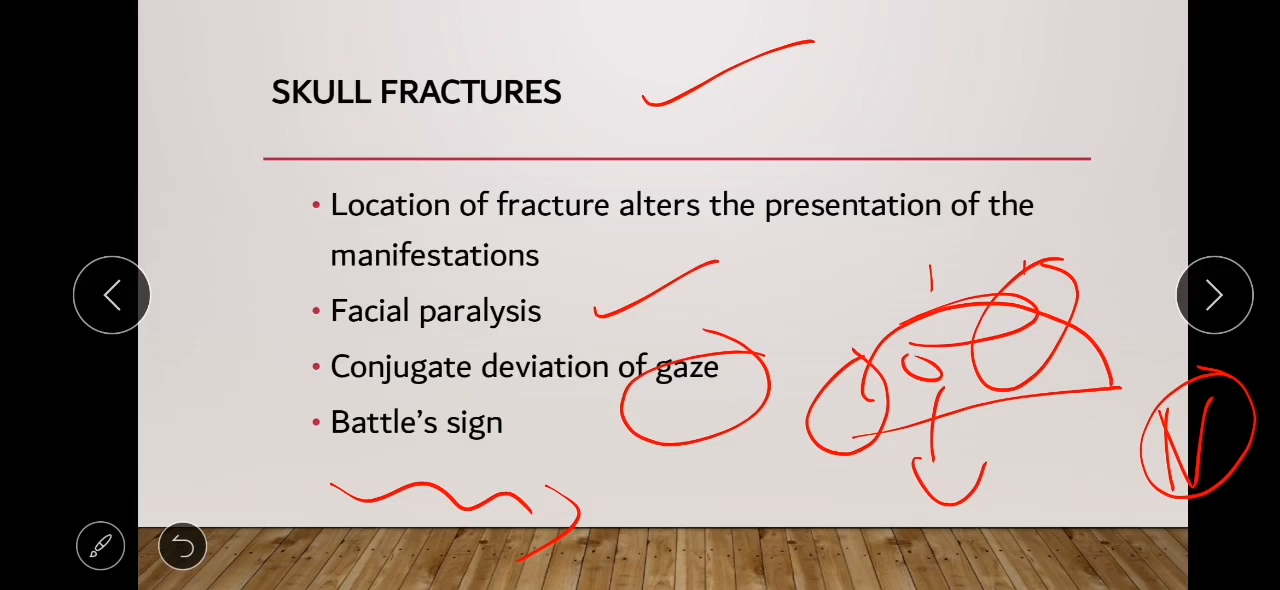 SKULL FRACTURES
• Location of fracture alters the presentation of the
manifestations
• Facial paralysis
• Conjugate deviation of gaze
• Battle's sign
N